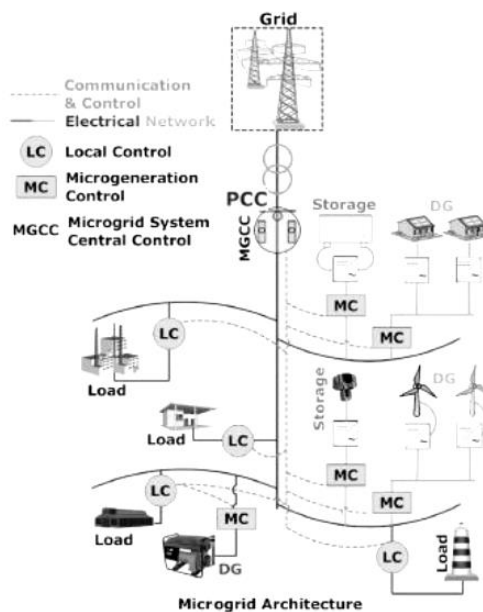 Grid
Communication
& Control
Electrical Network
LC Local Control
MC Microgeneration
Control
MGCC Microgrid System
Central Control
PCC
MGCC
Storage
DG
MC
MC
LC
Load
Storage
DG
Load
LC
MC
LC
MC
MC
Load
DG
LC
Load
Microgrid Architecture